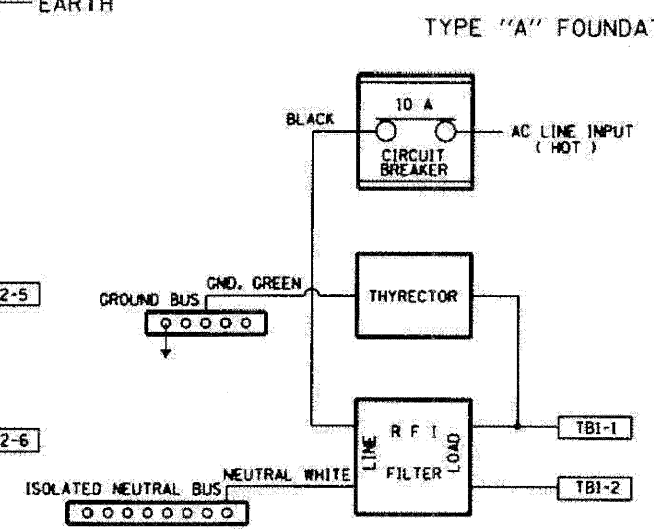 EARTH
TYPE "A" FOUNDA
10 A
BLACK
AC LINE INPUT
( HOT )
CIRCUIT
BREAKER
2-5
GND. GREEN
GROUND BUS
THYRECTOR
2-6
LINE
R F I
FILTER
LOAD
TB1-1
NEUTRAL WHITE
ISOLATED NEUTRAL BUS
TB1-2